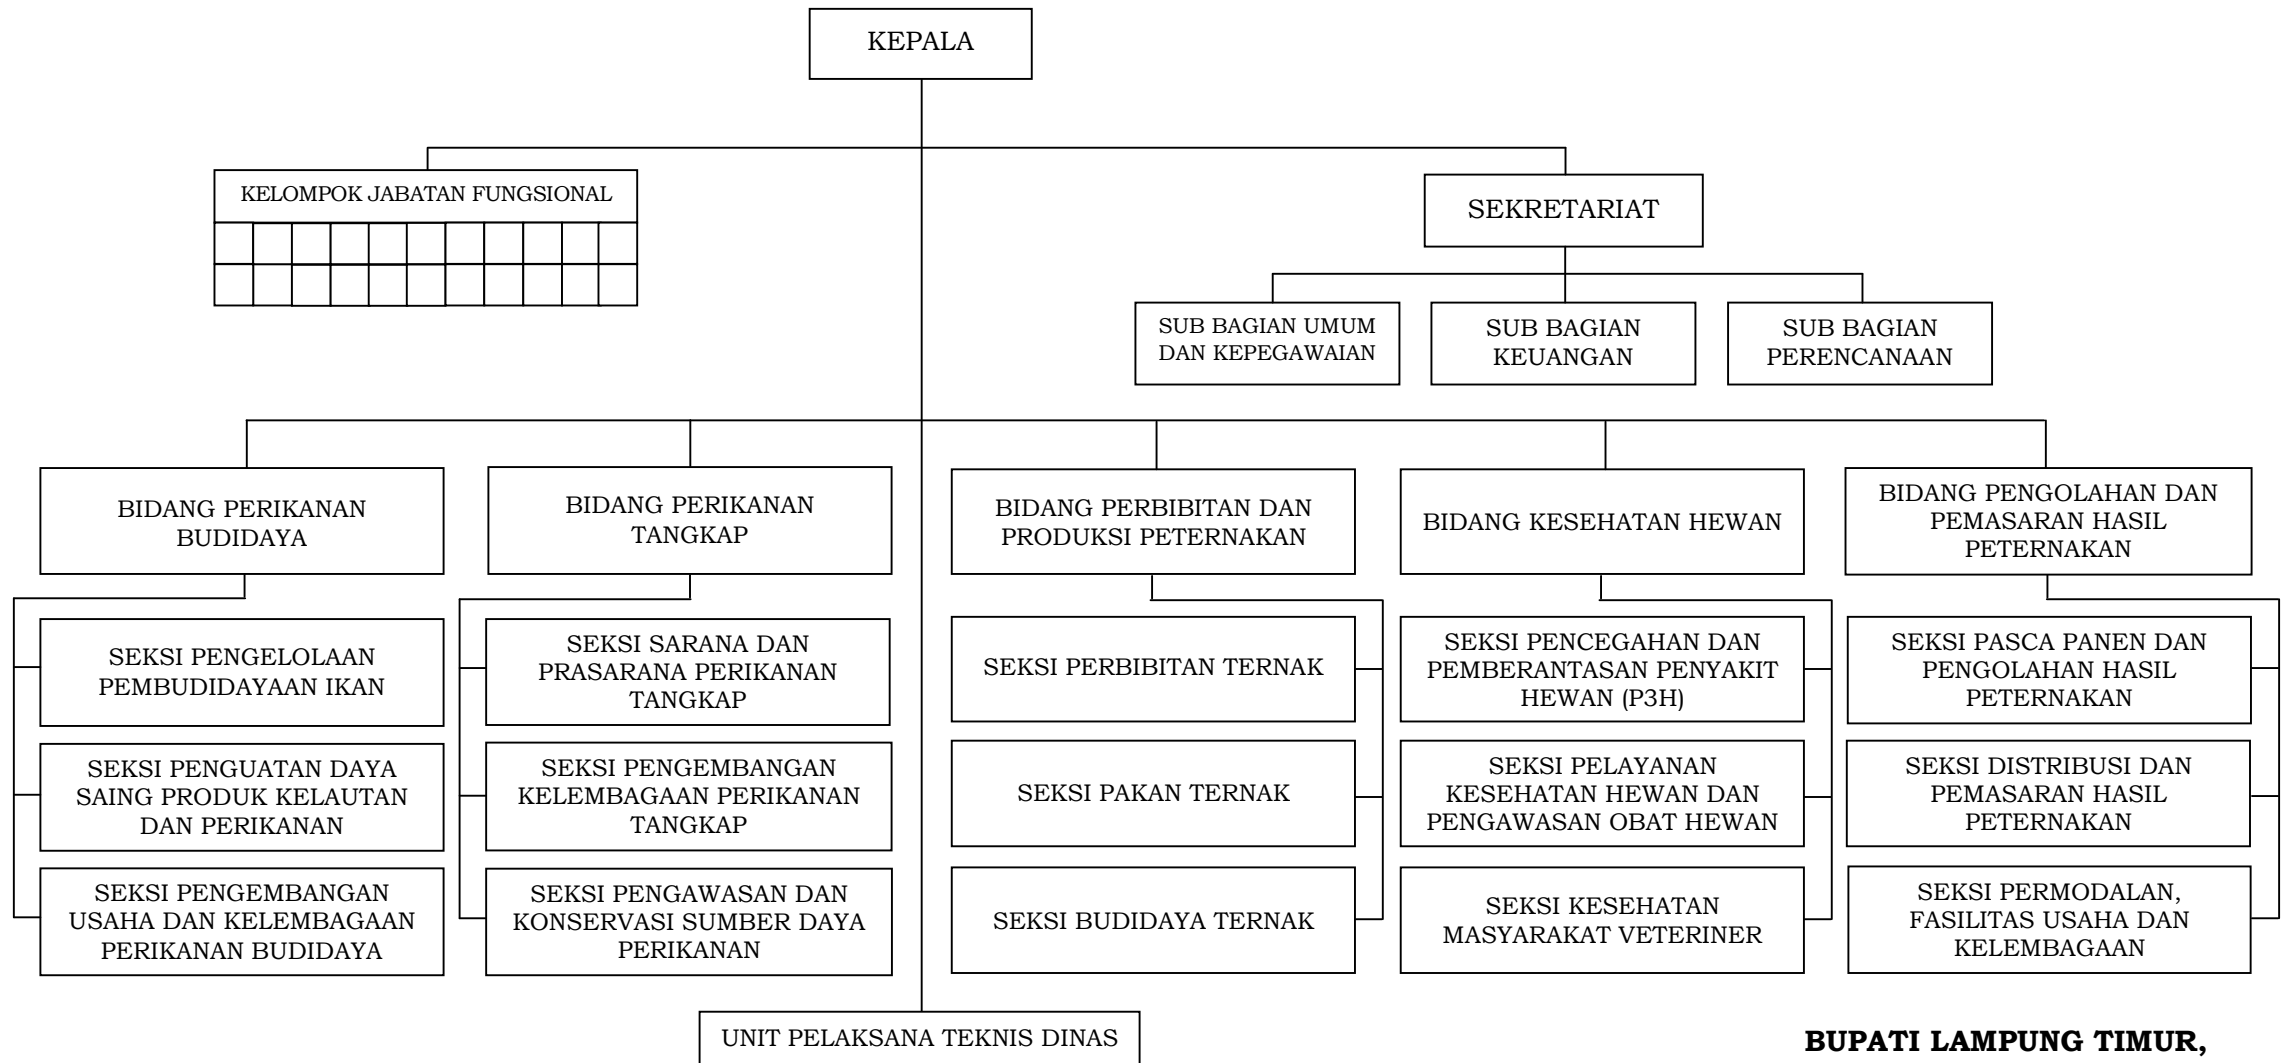 KEPALA
KELOMPOK JABATAN FUNGSIONAL
SEKRETARIAT
SUB BAGIAN UMUM
DAN KEPEGAWAIAN
SUB BAGIAN
KEUANGAN
SUB BAGIAN
PERENCANAAN
BIDANG PERIKANAN
BUDIDAYA
BIDANG PERIKANAN
TANGKAP
BIDANG PERBIBITAN DAN
PRODUKSI PETERNAKAN
BIDANG KESEHATAN HEWAN
BIDANG PENGOLAHAN DAN
PEMASARAN HASIL
PETERNAKAN
SEKSI PENGELOLAAN
PEMBUDIDAYAAN IKAN
SEKSI SARANA DAN
PRASARANA PERIKANAN
TANGKAP
SEKSI PERBIBITAN TERNAK
SEKSI PENCEGAHAN DAN
PEMBERANTASAN PENYAKIT
HEWAN (P3H)
SEKSI PASCA PANEN DAN
PENGOLAHAN HASIL
PETERNAKAN
SEKSI PENGUATAN DAYA
SAING PRODUK KELAUTAN
DAN PERIKANAN
SEKSI PENGEMBANGAN
KELEMBAGAAN PERIKANAN
TANGKAP
SEKSI PAKAN TERNAK
SEKSI PELAYANAN
KESEHATAN HEWAN DAN
PENGAWASAN OBAT HEWAN
SEKSI DISTRIBUSI DAN
PEMASARAN HASIL
PETERNAKAN
SEKSI PENGEMBANGAN
USAHA DAN KELEMBAGAAN
PERIKANAN BUDIDAYA
SEKSI PENGAWASAN DAN
KONSERVASI SUMBER DAYA
PERIKANAN
SEKSI BUDIDAYA TERNAK
SEKSI KESEHATAN
MASYARAKAT VETERINER
SEKSI PERMODALAN,
FASILITAS USAHA DAN
KELEMBAGAAN
UNIT PELAKSANA TEKNIS DINAS
BUPATI LAMPUNG TIMUR,